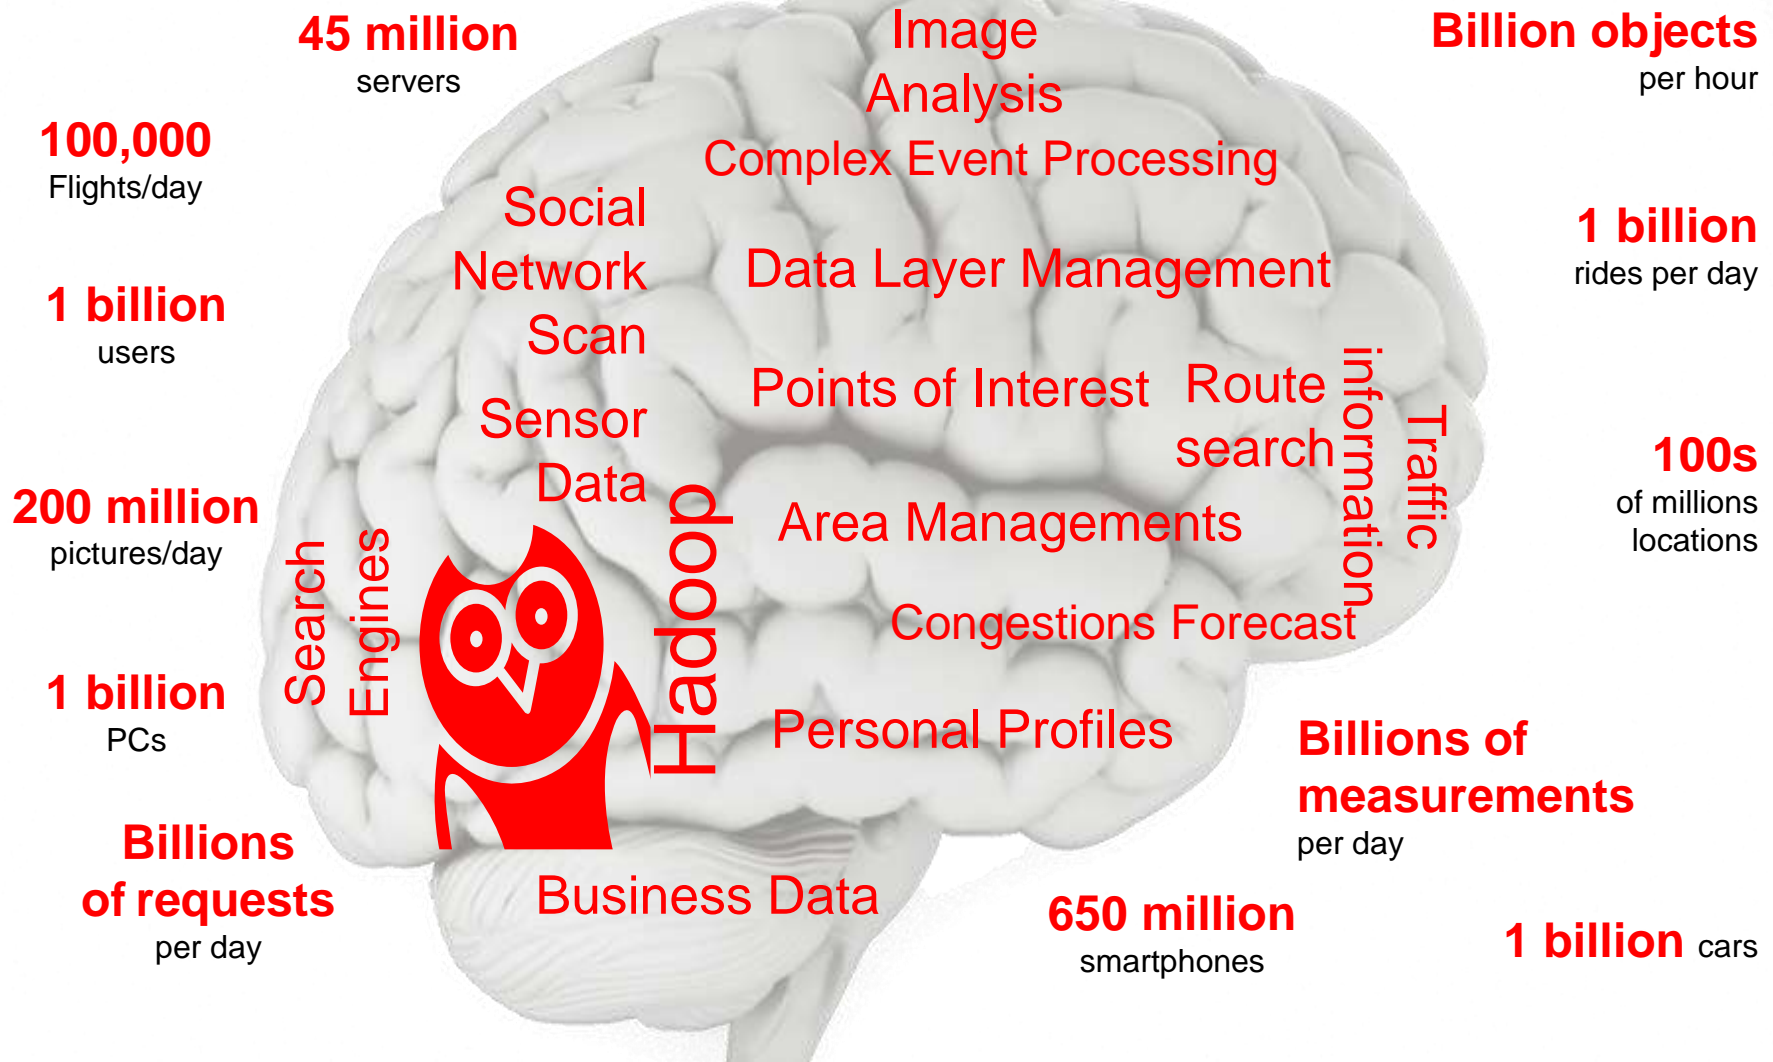 45 million
servers
100,000
Flights/day
1 billion
users
200 million
pictures/day
1 billion
PCs
Billions
of requests
per day
Image
Analysis
Complex Event Processing
Social
Network
Scan
Data Layer Management
Points of Interest
Route
search
Traffic
information
Sensor
Data
Search
Engines
Hadoop
Area Managements
Congestions Forecast
Personal Profiles
Business Data
Billion objects
per hour
1 billion
rides per day
100s
of millions
locations
Billions of
measurements
per day
650 million
smartphones
1 billion cars